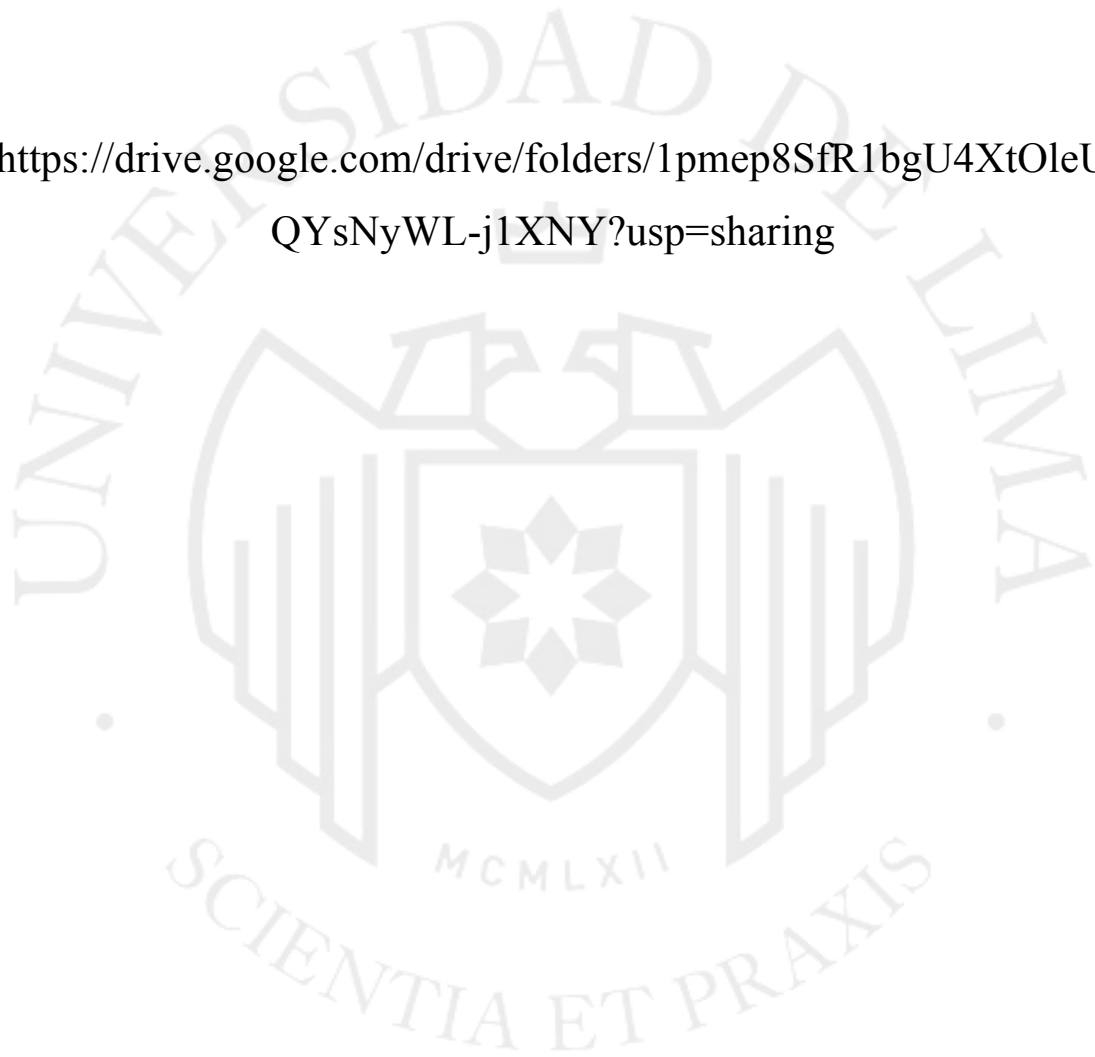 https://drive.google.com/drive/folders/1pmep8SfR1bgU4XtOleU
QYsNyWL-j1XNY?usp=sharing
UNIVERSIDAD DE LIMA
MCMLXII
SCIENTIA ET PRAXIS